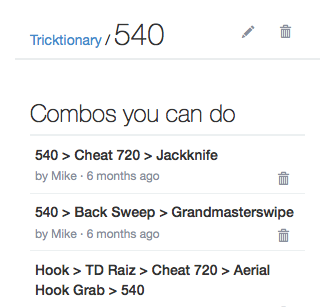 Tricktionary / 540
Combos you can do
540 > Cheat 720 > Jackknife
by Mike · 6 months ago
540 > Back Sweep > Grandmasterswipe
by Mike · 6 months ago
Hook > TD Raiz > Cheat 720 > Aerial
Hook Grab > 540